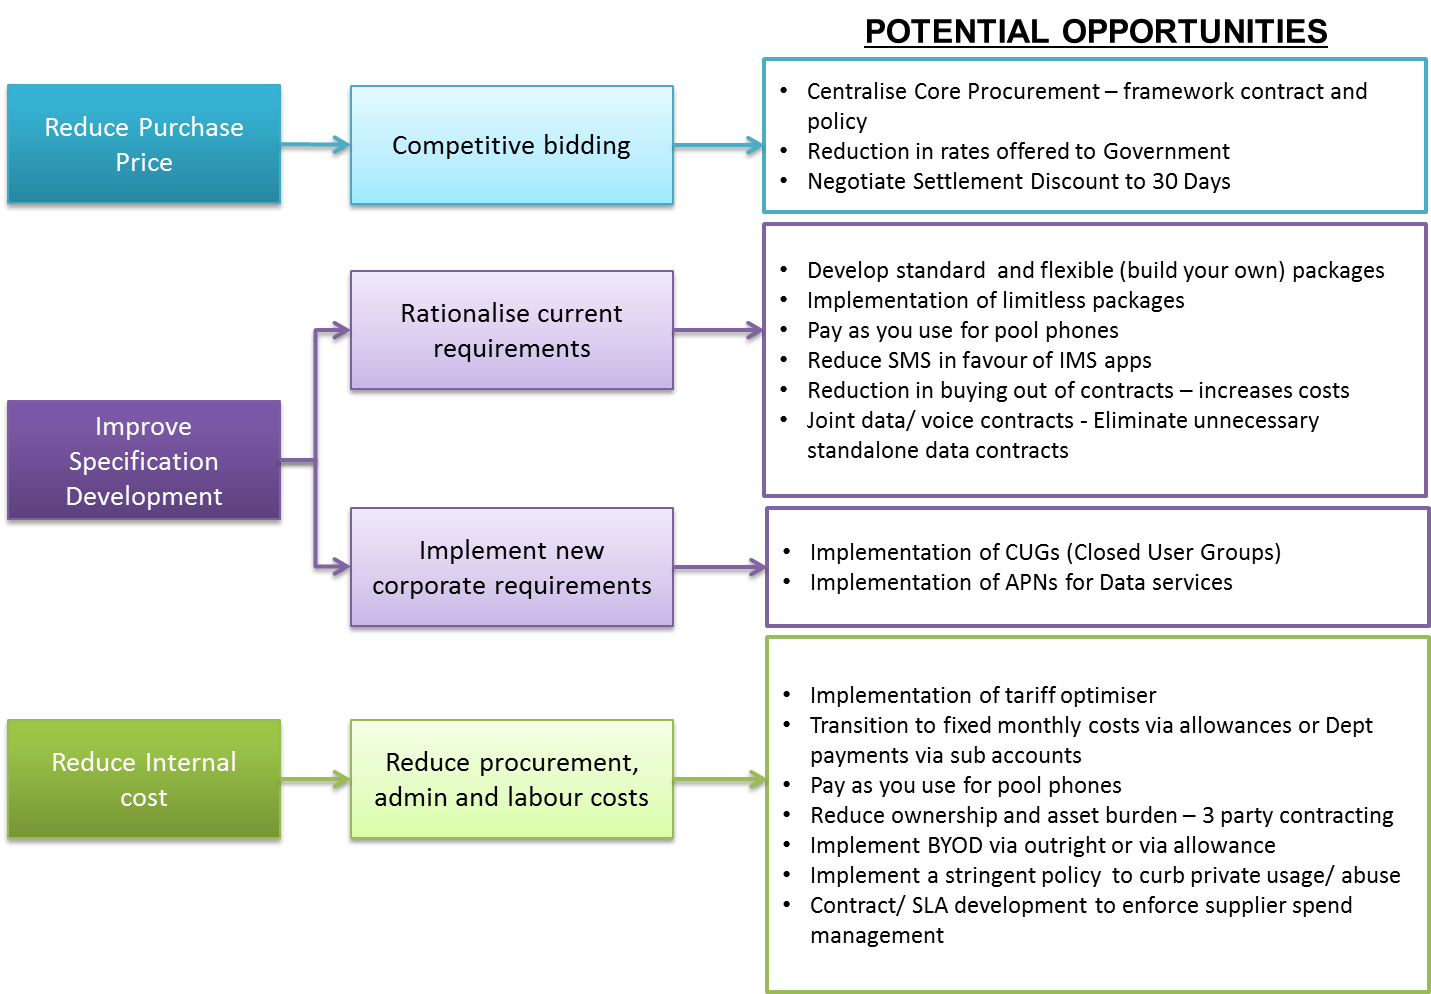 POTENTIAL OPPORTUNITIES
Reduce Purchase
Price
Competitive bidding
• Centralise Core Procurement – framework contract and
policy
• Reduction in rates offered to Government
• Negotiate Settlement Discount to 30 Days
Improve
Specification
Development
Rationalise current
requirements
• Develop standard  and flexible (build your own) packages
• Implementation of limitless packages
• Pay as you use for pool phones
• Reduce SMS in favour of IMS apps
• Reduction in buying out of contracts – increases costs
• Joint data/ voice contracts - Eliminate unnecessary
standalone data contracts
Implement new
corporate requirements
• Implementation of CUGs (Closed User Groups)
• Implementation of APNs for Data services
Reduce Internal
cost
Reduce procurement,
admin and labour costs
• Implementation of tariff optimiser
• Transition to fixed monthly costs via allowances or Dept
payments via sub accounts
• Pay as you use for pool phones
• Reduce ownership and asset burden – 3 party contracting
• Implement BYOD via outright or via allowance
• Implement a stringent policy  to curb private usage/ abuse
• Contract/ SLA development to enforce supplier spend
management